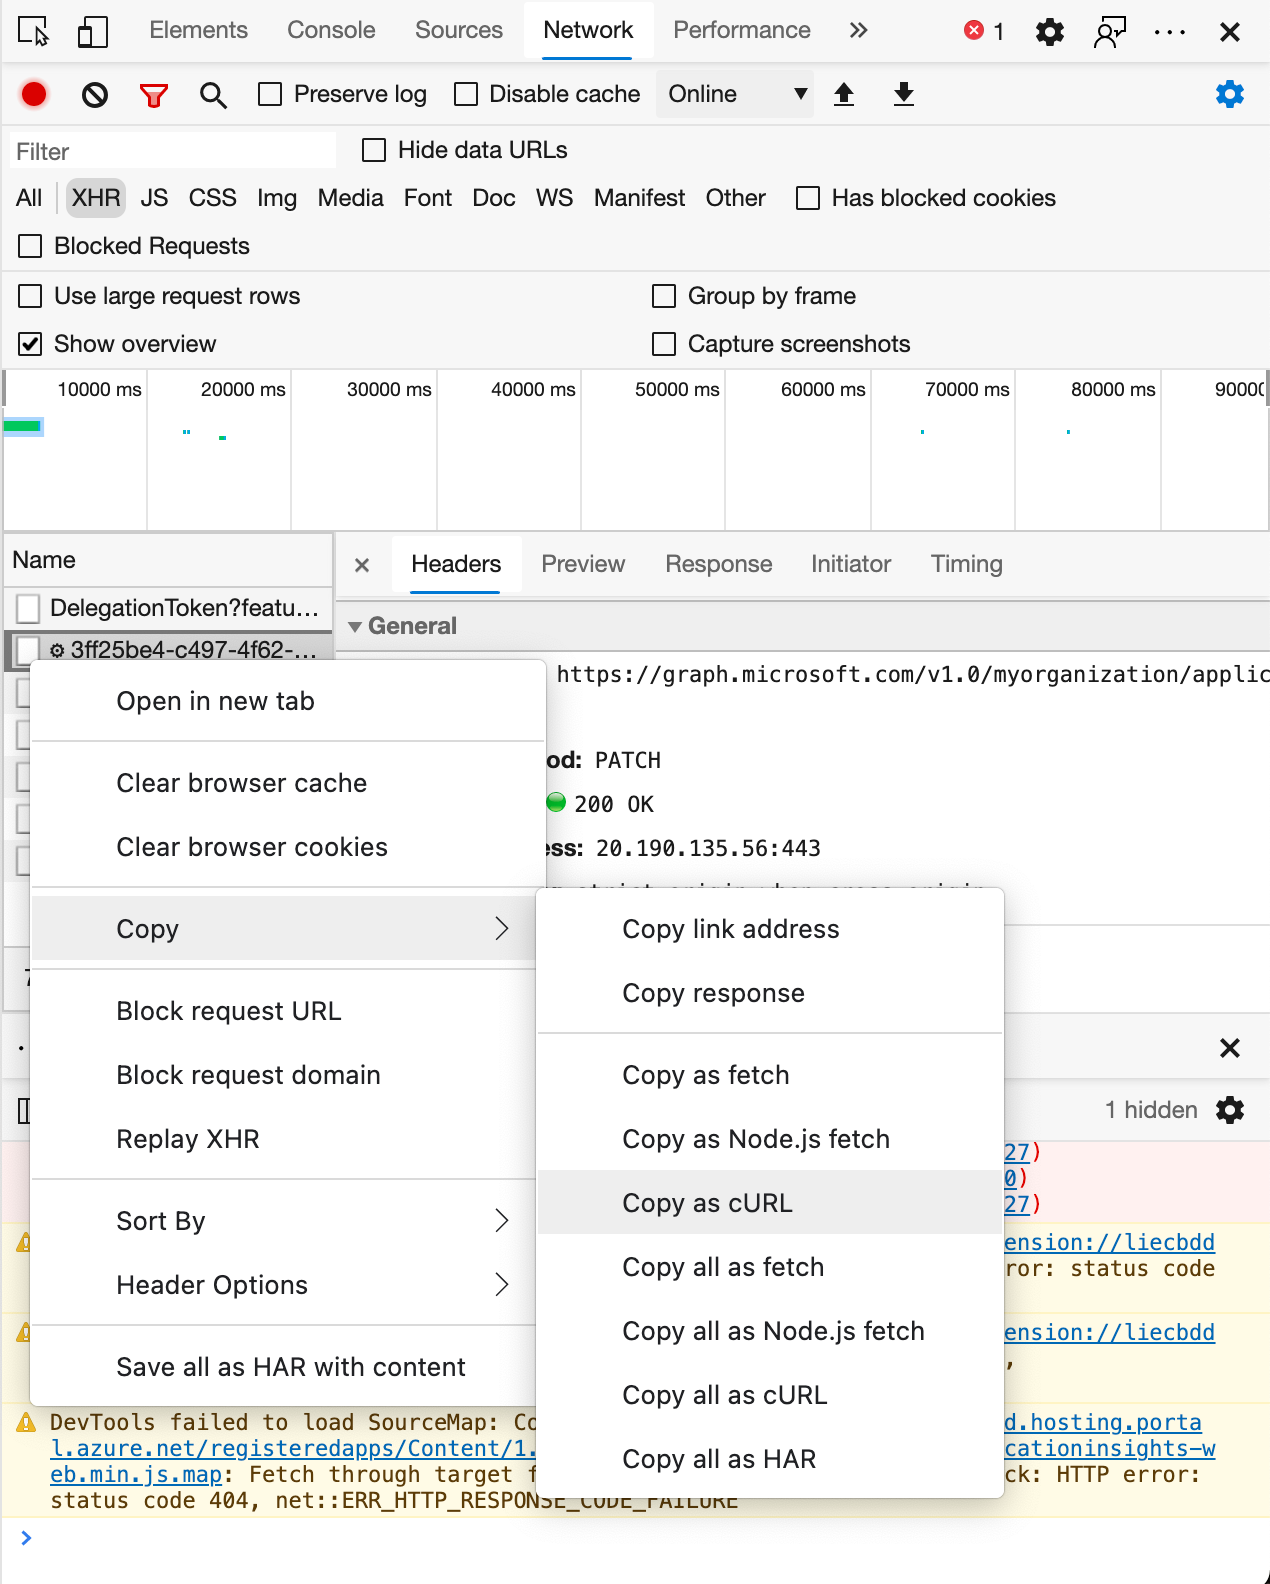 Elements Console Sources Network Performance » 1
Preserve log Disable cache Online
Filter Hide data URLs
All XHR JS CSS Img Media Font Doc WS Manifest Other Has blocked cookies
Blocked Requests
Use large request rows Group by frame
Show overview Capture screenshots
10000 ms 20000 ms 30000 ms 40000 ms 50000 ms 60000 ms 70000 ms 80000 ms 90000
Name Headers Preview Response Initiator Timing
DelegationToken?featu...
General
3ff25be4-c497-4f62-...
https://graph.microsoft.com/v1.0/myorganization/applic
Open in new tab
od: PATCH
Clear browser cache
200 OK
Clear browser cookies
ess: 20.190.135.56:443
Copy
Copy link address
Block request URL
Copy response
Block request domain
Copy as fetch
Replay XHR
Copy as Node.js fetch
Sort By
Copy as cURL
Header Options
Copy all as fetch
Save all as HAR with content
Copy all as Node.js fetch
Copy all as cURL
Copy all as HAR
1 hidden
27)
0)
27)
ension://liecbdd
ror: status code
ension://liecbdd
,
DevTools failed to load SourceMap: Co d.hosting.porta
l.azure.net/registeredapps/Content/1. cationinsights-w
eb.min.js.map: Fetch through target f ck: HTTP error:
status code 404, net::ERR_HTTP_RESPONSE_CODE_FAILURE